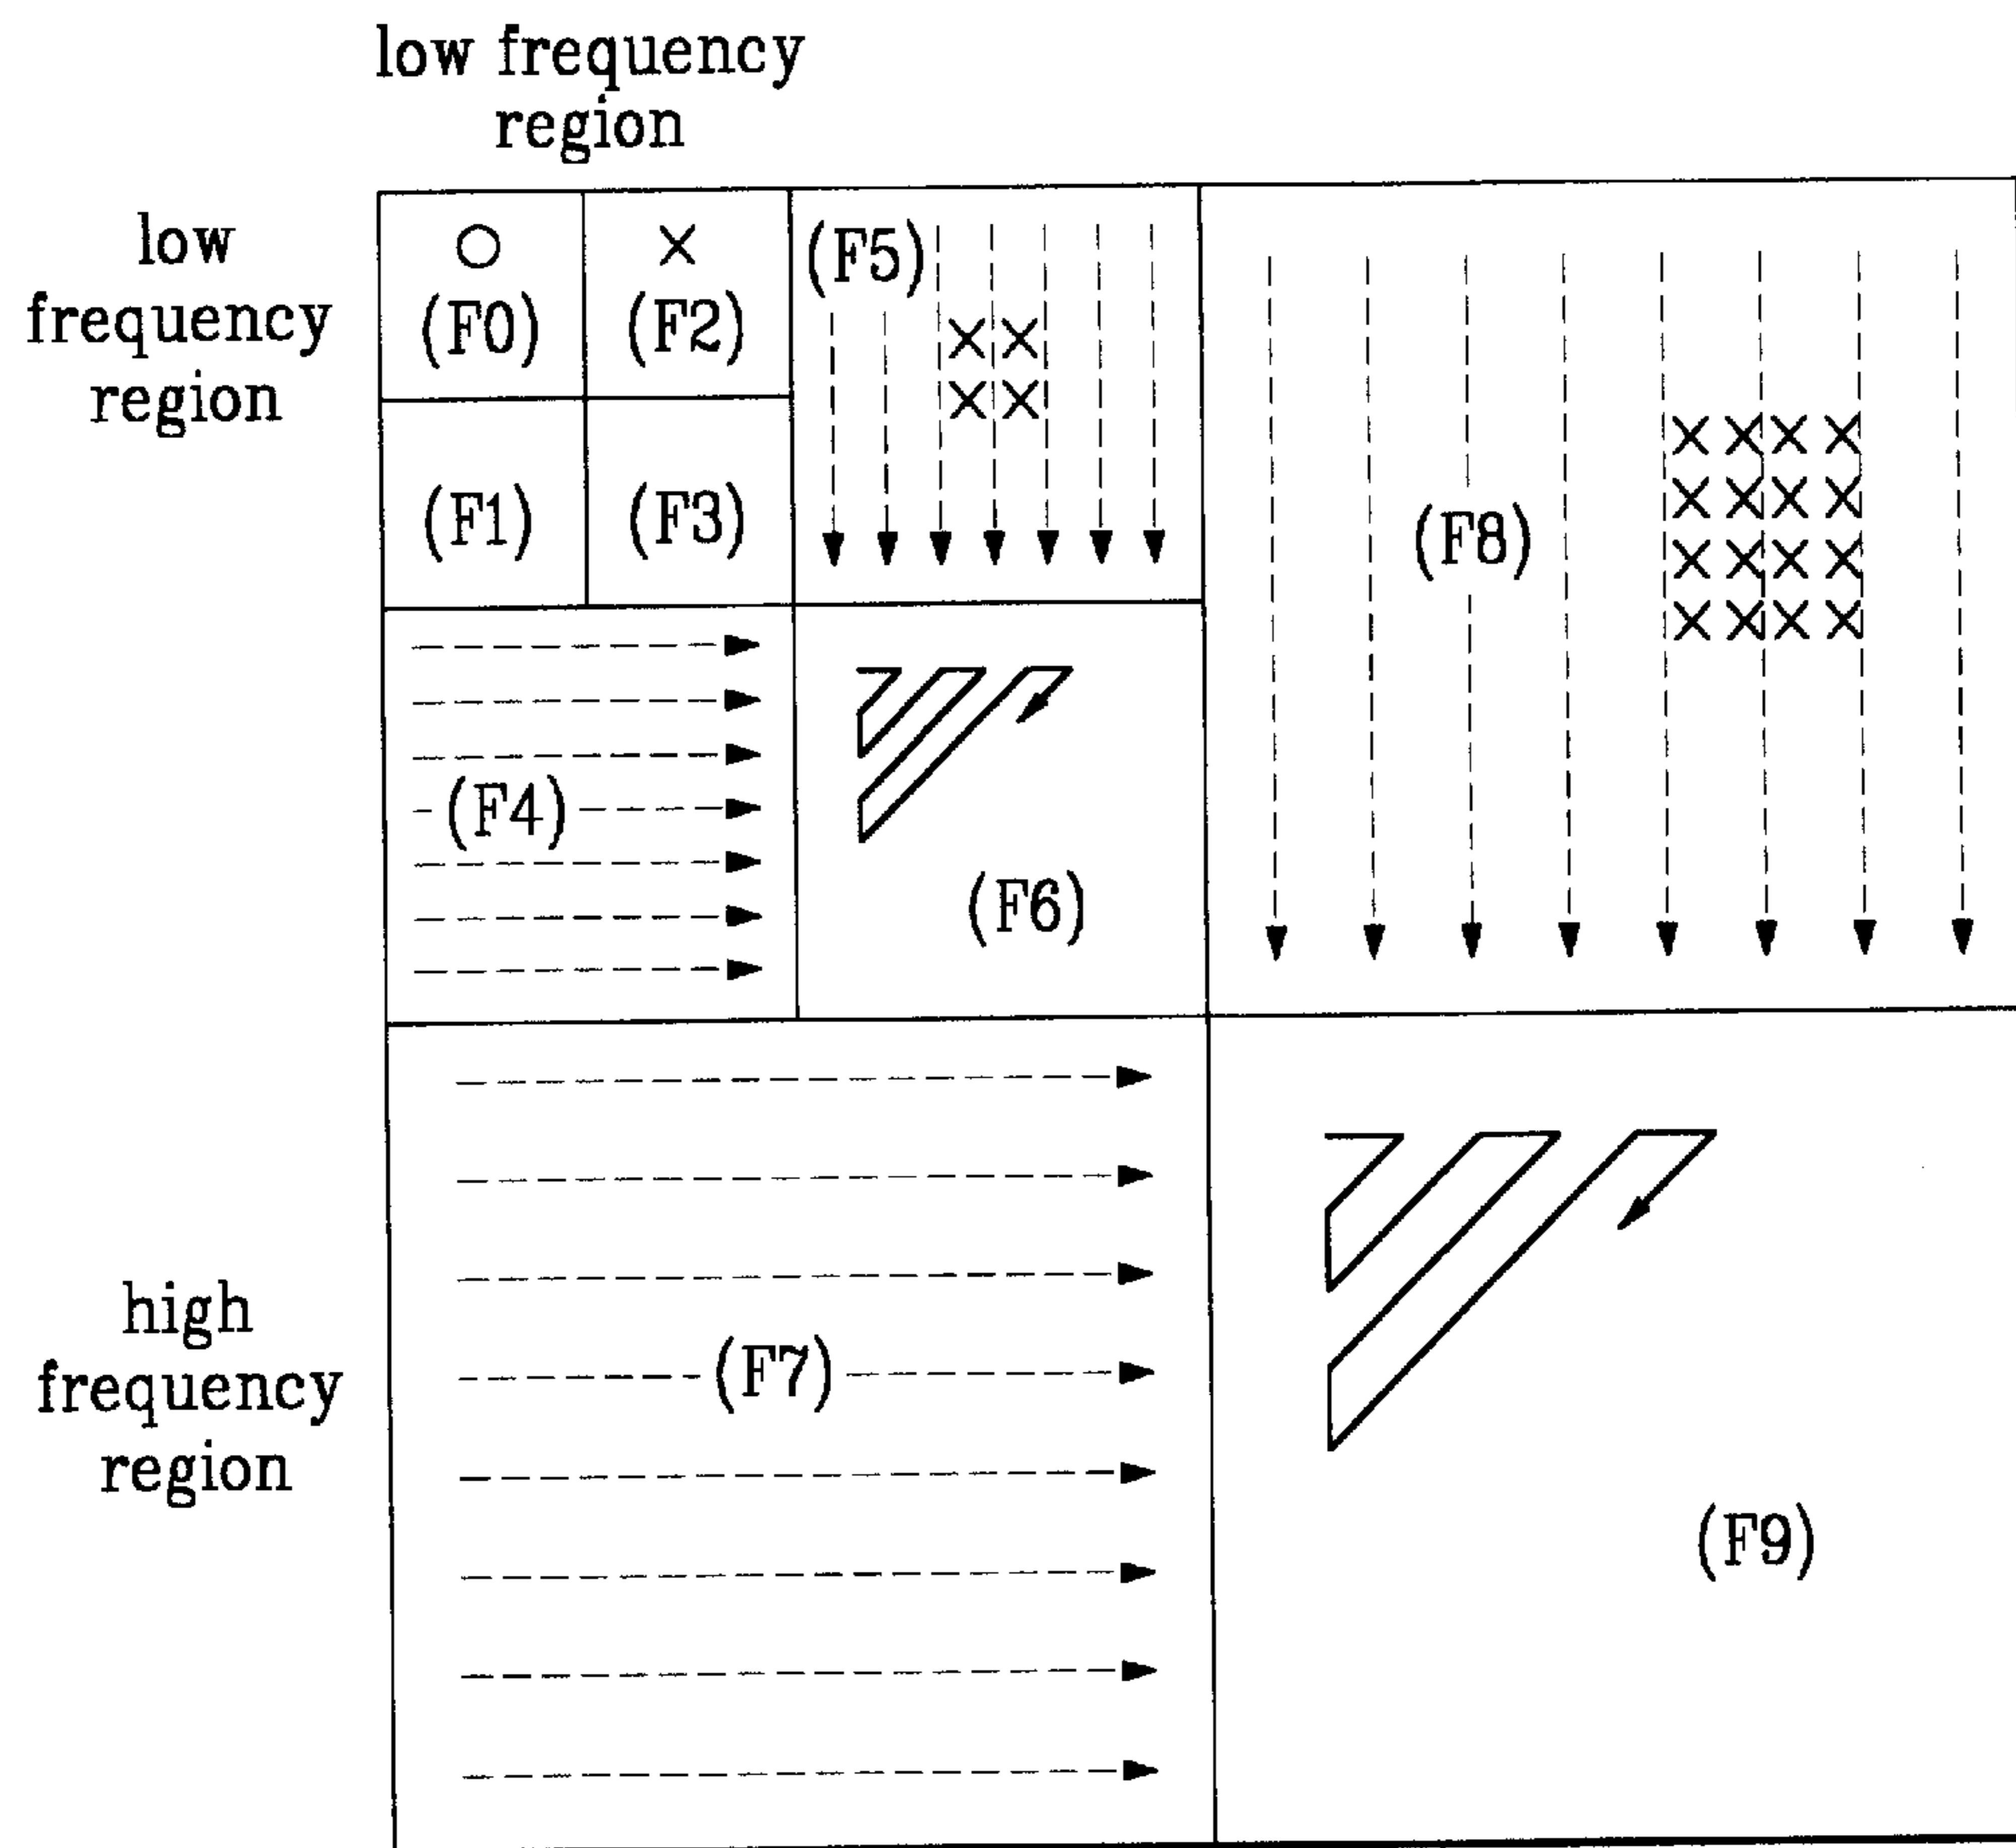 low frequency
region
low
frequency
region
(F0)
(F2)
(F5)
(F1)
(F3)
(F8)
(F4)
(F6)
high
frequency
region
(F7)
(F9)